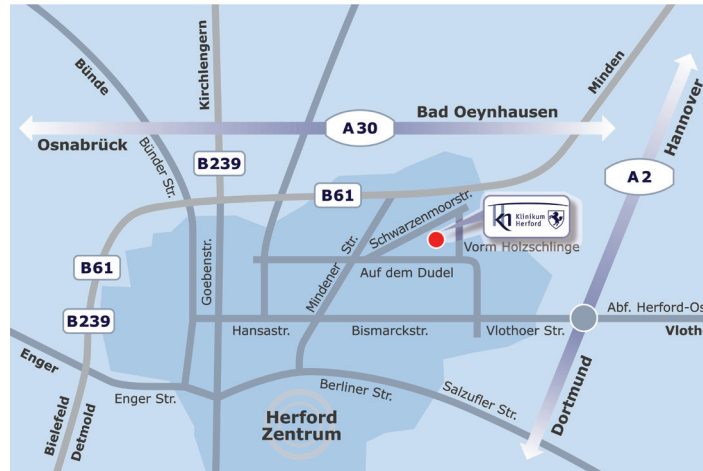 Bünde
Kirchlengern
Minden
Hannover
A30
Bad Oeynhausen
Osnabrück
Bünder Str.
B239
A2
B61
Schwarzenmoorstr.
Klinikum
Herford
Goebenstr.
Mindener Str.
Vorm Holzschlinge
B61
Auf dem Dudel
B239
Abf. Herford-Os
Hansastr.
Bismarckstr.
Vlothoer Str.
Vloth
Enger
Enger Str.
Berliner Str.
Salzufler Str.
Dortmund
Bielefeld
Detmold
Herford
Zentrum